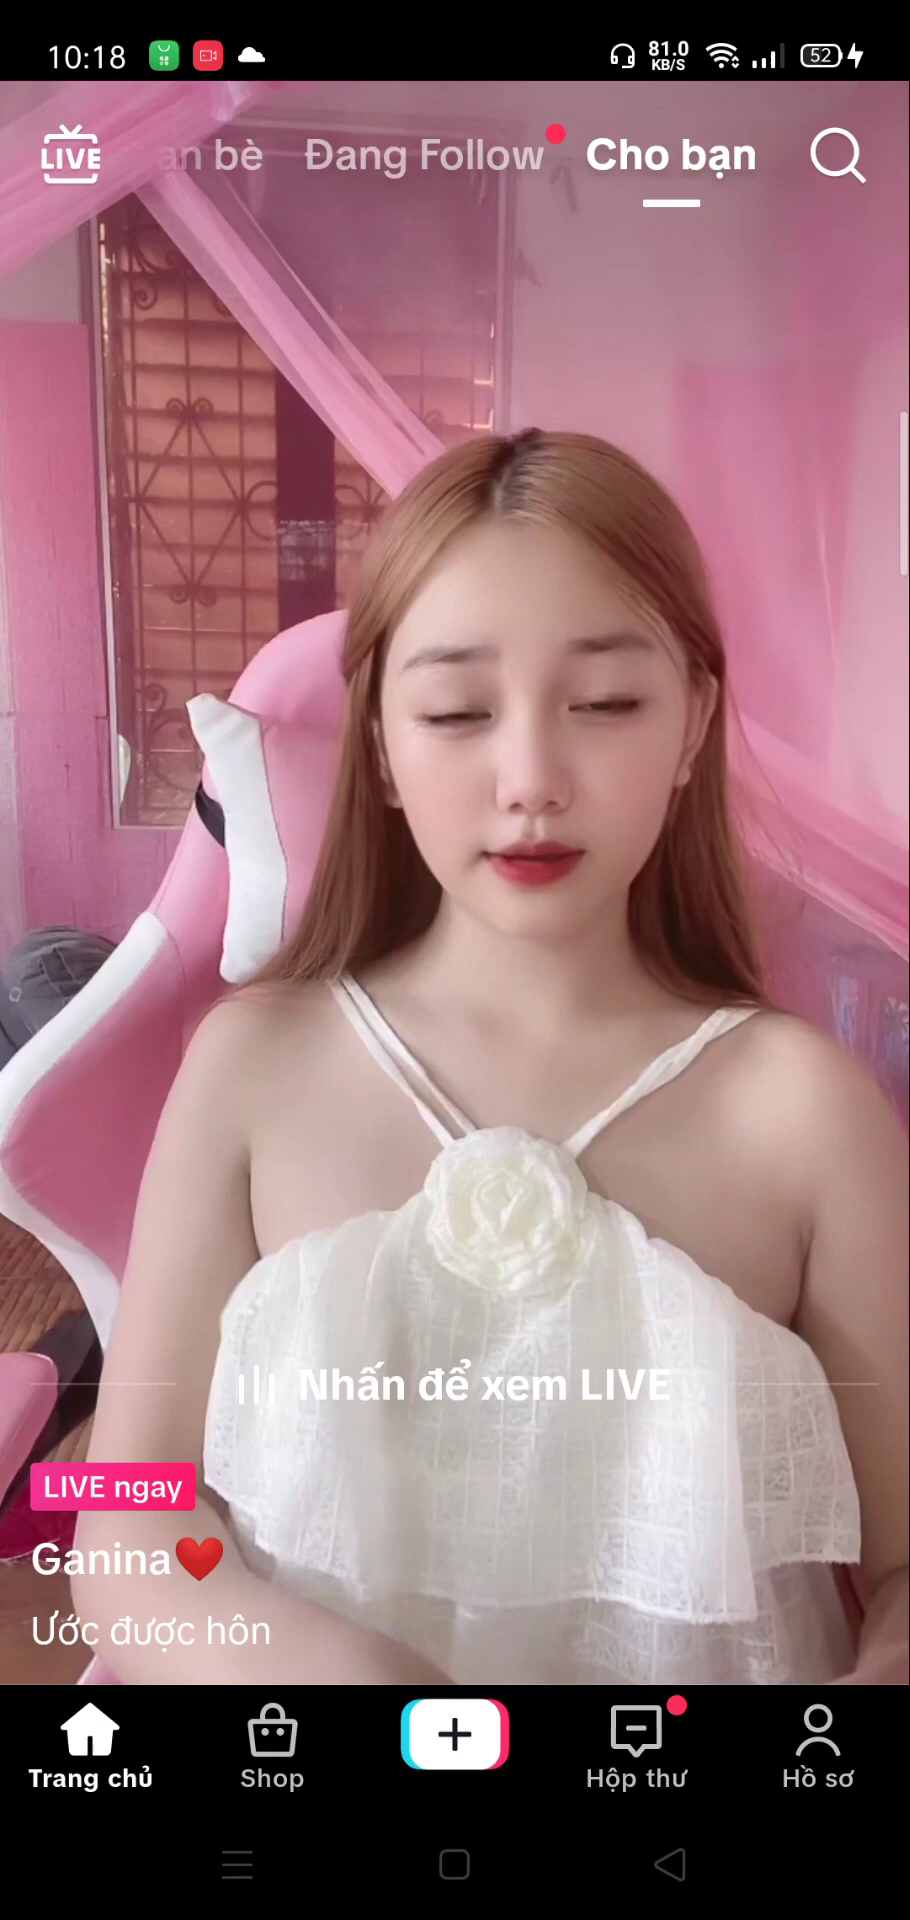 10:18
81.0
KB/S
52
LIVE
ạn bè
Đang Follow
Cho bạn
Nhấn để xem LIVE
LIVE ngay
Ganina❤️
Ước được hôn
Trang chủ
Shop
Hộp thư
Hồ sơ